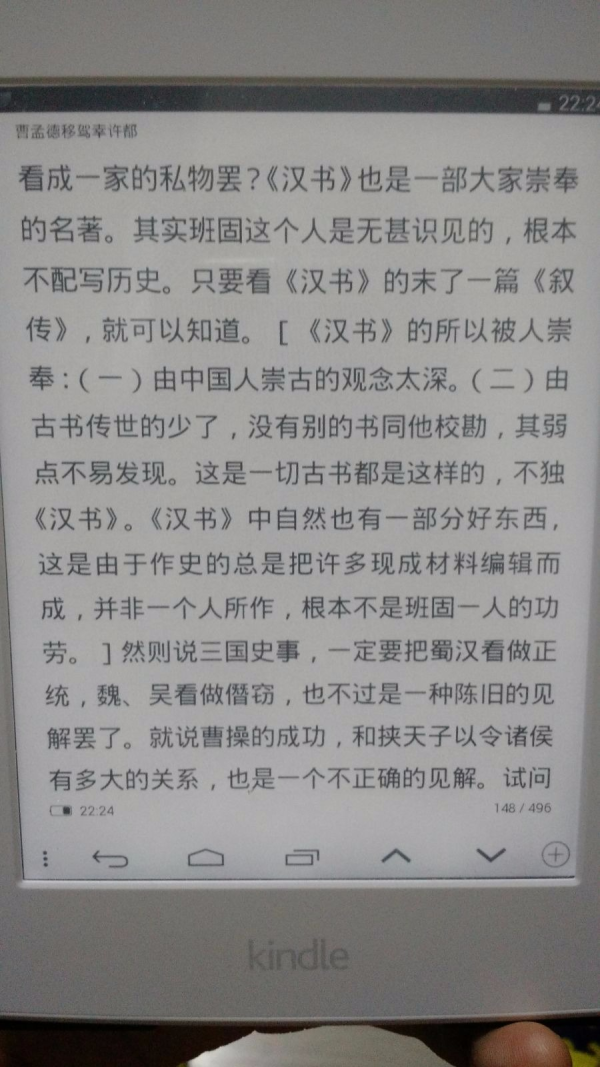 22:24
曹孟德移驾幸许都
看成一家的私物罢？《汉书》也是一部大家崇奉
的名著。其实班固这个人是无甚识见的，根本
不配写历史。只要看《汉书》的末了一篇《叙
传》，就可以知道。［《汉书》的所以被人崇
奉：（一）由中国人崇古的观念太深。（二）由
古书传世的少了，没有别的书同他校勘，其弱
点不易发现。这是一切古书都是这样的，不独
《汉书》。《汉书》中自然也有一部分好东西，
这是由于作史的总是把许多现成材料编辑而
成，并非一个人所作，根本不是班固一人的功
劳。］然则说三国史事，一定要把蜀汉看做正
统，魏、吴看做僭窃，也不过是一种陈旧的见
解罢了。就说曹操的成功，和挟天子以令诸侯
有多大的关系，也是一个不正确的见解。试问
22:24 148 / 496
kindle